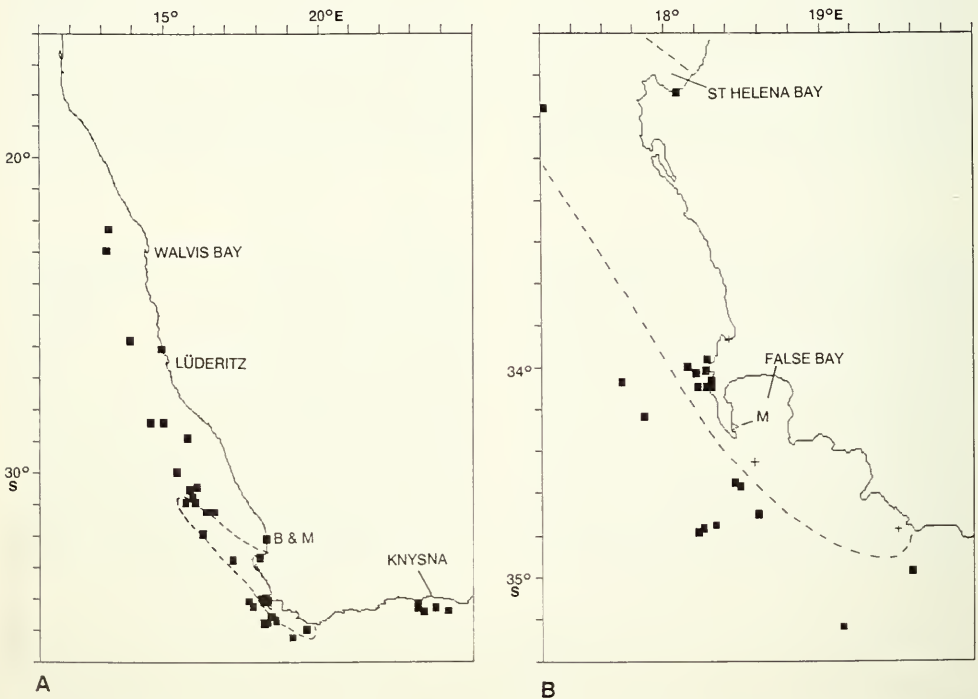 15°
20°E
20°
WALVIS BAY
LÜDERITZ
30°
S
B & M
KNYSNA
A
18°
19°E
ST HELENA BAY
34°
FALSE BAY
M
35°
S
B